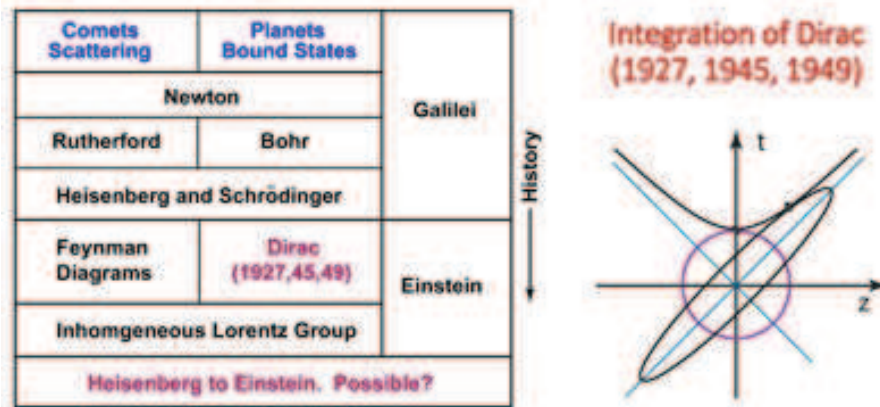 Comets
Scattering
Planets
Bound States
Galilei
Newton
Rutherford
Bohr
Heisenberg and Schrödinger
Feynman
Diagrams
Dirac
(1927,45,49)
Einstein
Inhomgeneous Lorentz Group
Heisenberg to Einstein. Possible?
History
Integration of Dirac
(1927, 1945, 1949)
t
z